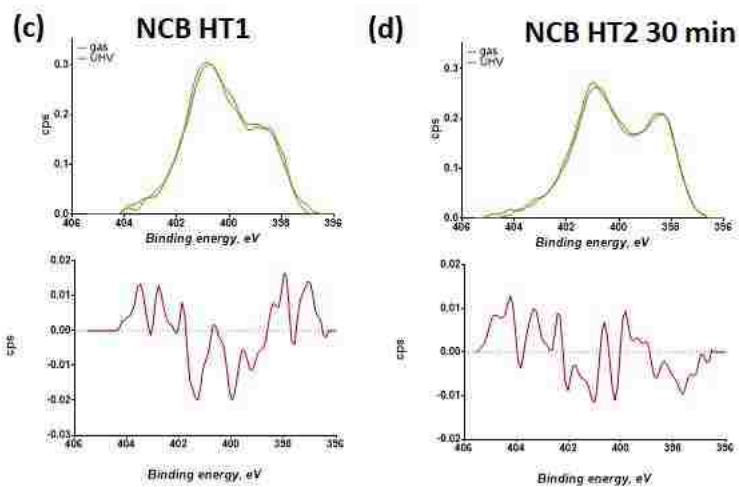 (c) NCB HT1
gas
UHV
0.3
0.2
0.1
0.0
cps
406 404 402 400 398 396
Binding energy, eV
0.02
0.01
0.00
-0.01
-0.02
-0.03
cps
406 404 402 400 398 396
Binding energy, eV
(d) NCB HT2 30 min
gas
UHV
0.3
0.2
0.1
0.0
cps
406 404 402 400 398 396
Binding energy, eV
0.02
0.01
0.00
-0.01
-0.02
cps
406 404 402 400 398 396
Binding energy, eV